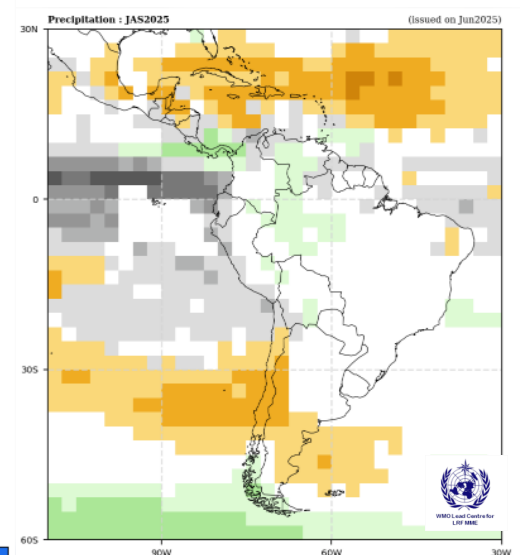 Precipitation : JAS2025 (issued on Jun2025)
30N
0
30S
60S
90W 60W 30W
WMO Lead Centre for
LRF MME